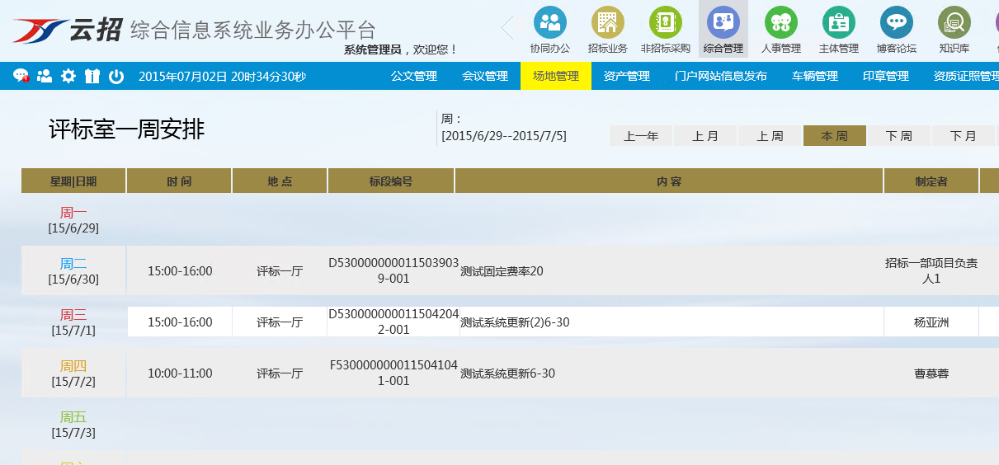 云招 综合信息系统业务办公平台
系统管理员，欢迎您！
协同办公 招标业务 非招标采购 综合管理 人事管理 主体管理 博客论坛 知识库
1
2015年07月02日 20时34分30秒 公文管理 会议管理 场地管理 资产管理 门户网站信息发布 车辆管理 印章管理 资质证照管理
评标室一周安排
周：
[2015/6/29--2015/7/5]
上一年 上 月 上 周 本 周 下 周 下 月
星期|日期 时 间 地 点 标段编号 内 容 制定者
周一
[15/6/29]
周二
[15/6/30]
15:00-16:00 评标一厅
D530000000011503903
9-001
测试固定费率20
招标一部项目负责
人1
周三
[15/7/1]
15:00-16:00 评标一厅
D530000000011504204
2-001
测试系统更新(2)6-30
杨亚洲
周四
[15/7/2]
10:00-11:00 评标一厅
F530000000011504104
1-001
测试系统更新6-30
曹慕蓉
周五
[15/7/3]